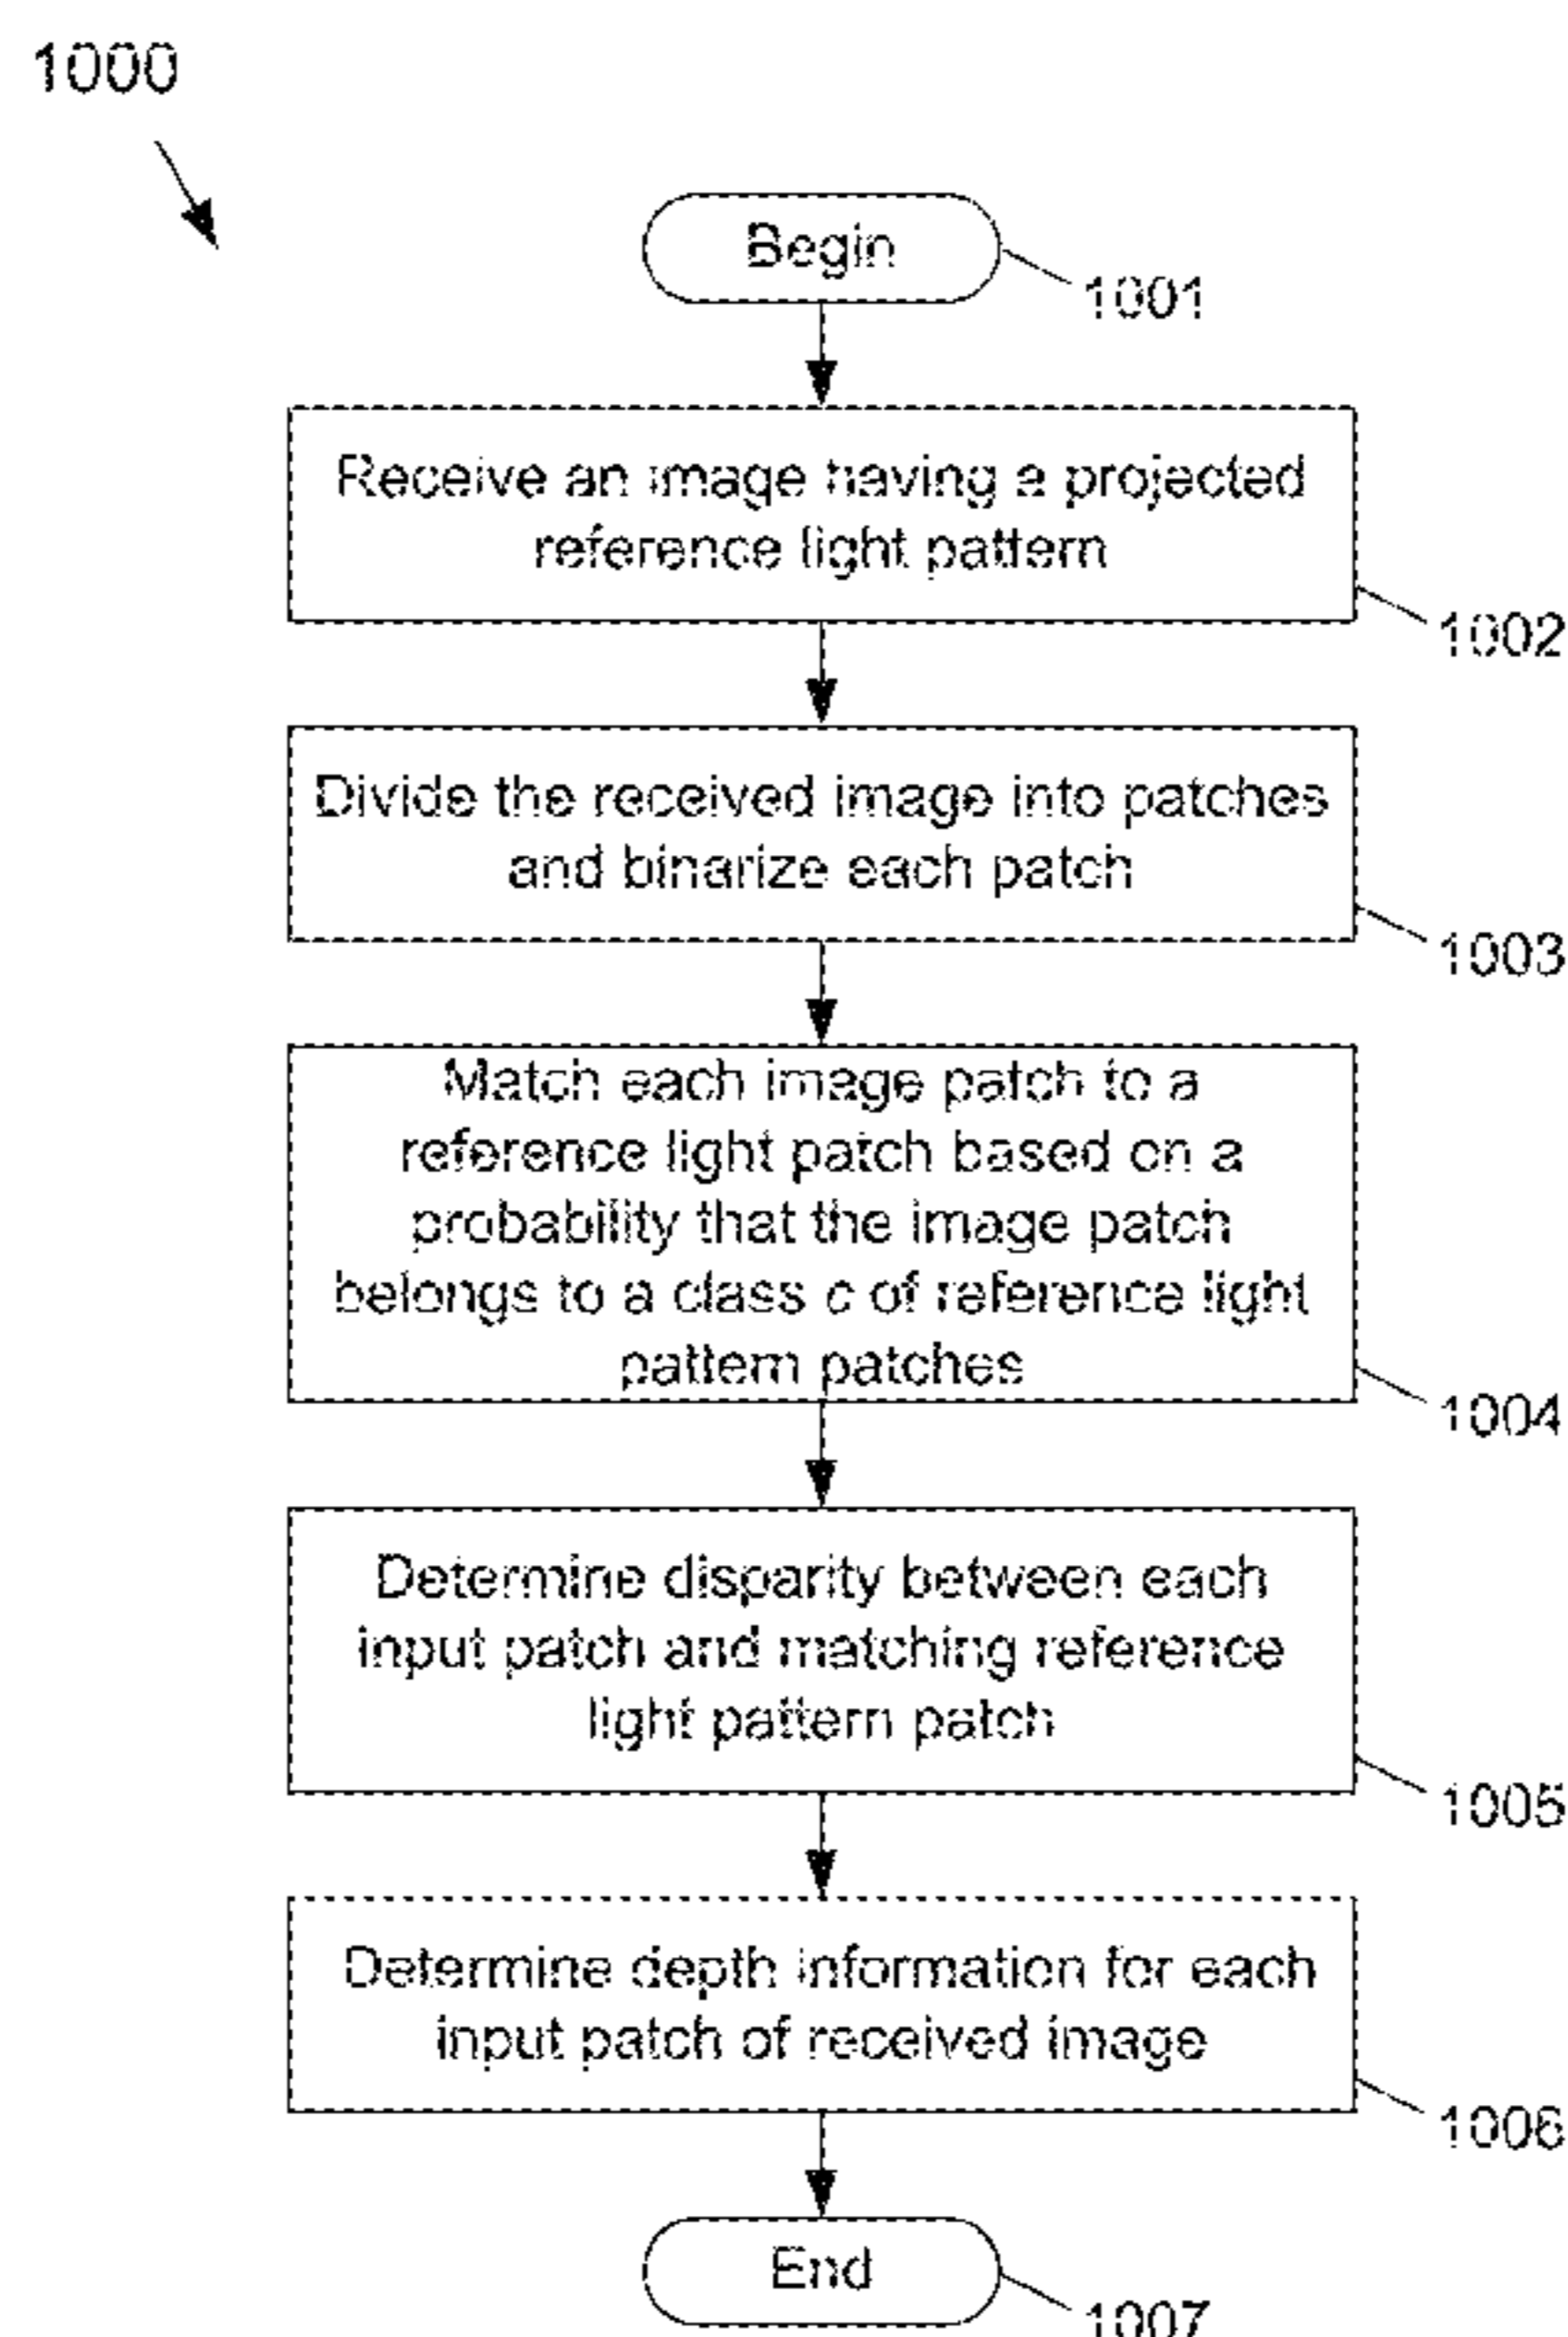 1000
Begin
1001
Receive an image having a projected
reference light pattern
1002
Divide the received image into patches
and binarize each patch
1003
Match each image patch to a
reference light patch based on a
probability that the image patch
belongs to a class c of reference light
pattern patches
1004
Determine disparity between each
input patch and matching reference
light pattern patch
1005
Determine depth information for each
input patch of received image
1006
End
1007